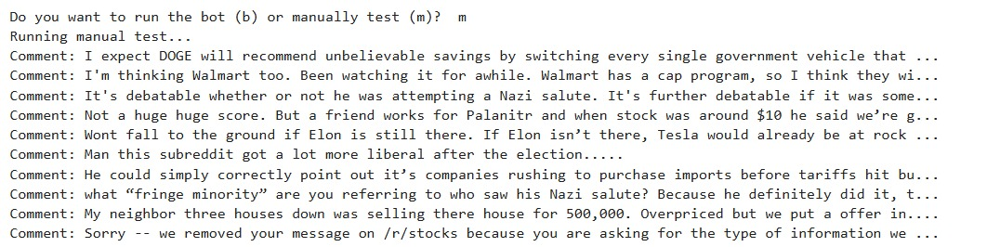 Do you want to run the bot (b) or manually test (m)?  m
Running manual test...
Comment: I expect DOGE will recommend unbelievable savings by switching every single government vehicle that ...
Comment: I'm thinking Walmart too. Been watching it for awhile. Walmart has a cap program, so I think they wi...
Comment: It's debatable whether or not he was attempting a Nazi salute. It's further debatable if it was some...
Comment: Not a huge huge score. But a friend works for Palanitr and when stock was around $10 he said we’re g...
Comment: Wont fall to the ground if Elon is still there. If Elon isn’t there, Tesla would already be at rock ...
Comment: Man this subreddit got a lot more liberal after the election.....
Comment: He could simply correctly point out it’s companies rushing to purchase imports before tariffs hit bu...
Comment: what “fringe minority” are you referring to who saw his Nazi salute? Because he definitely did it, t...
Comment: My neighbor three houses down was selling there house for 500,000. Overpriced but we put a offer in....
Comment: Sorry -- we removed your message on /r/stocks because you are asking for the type of information we ...